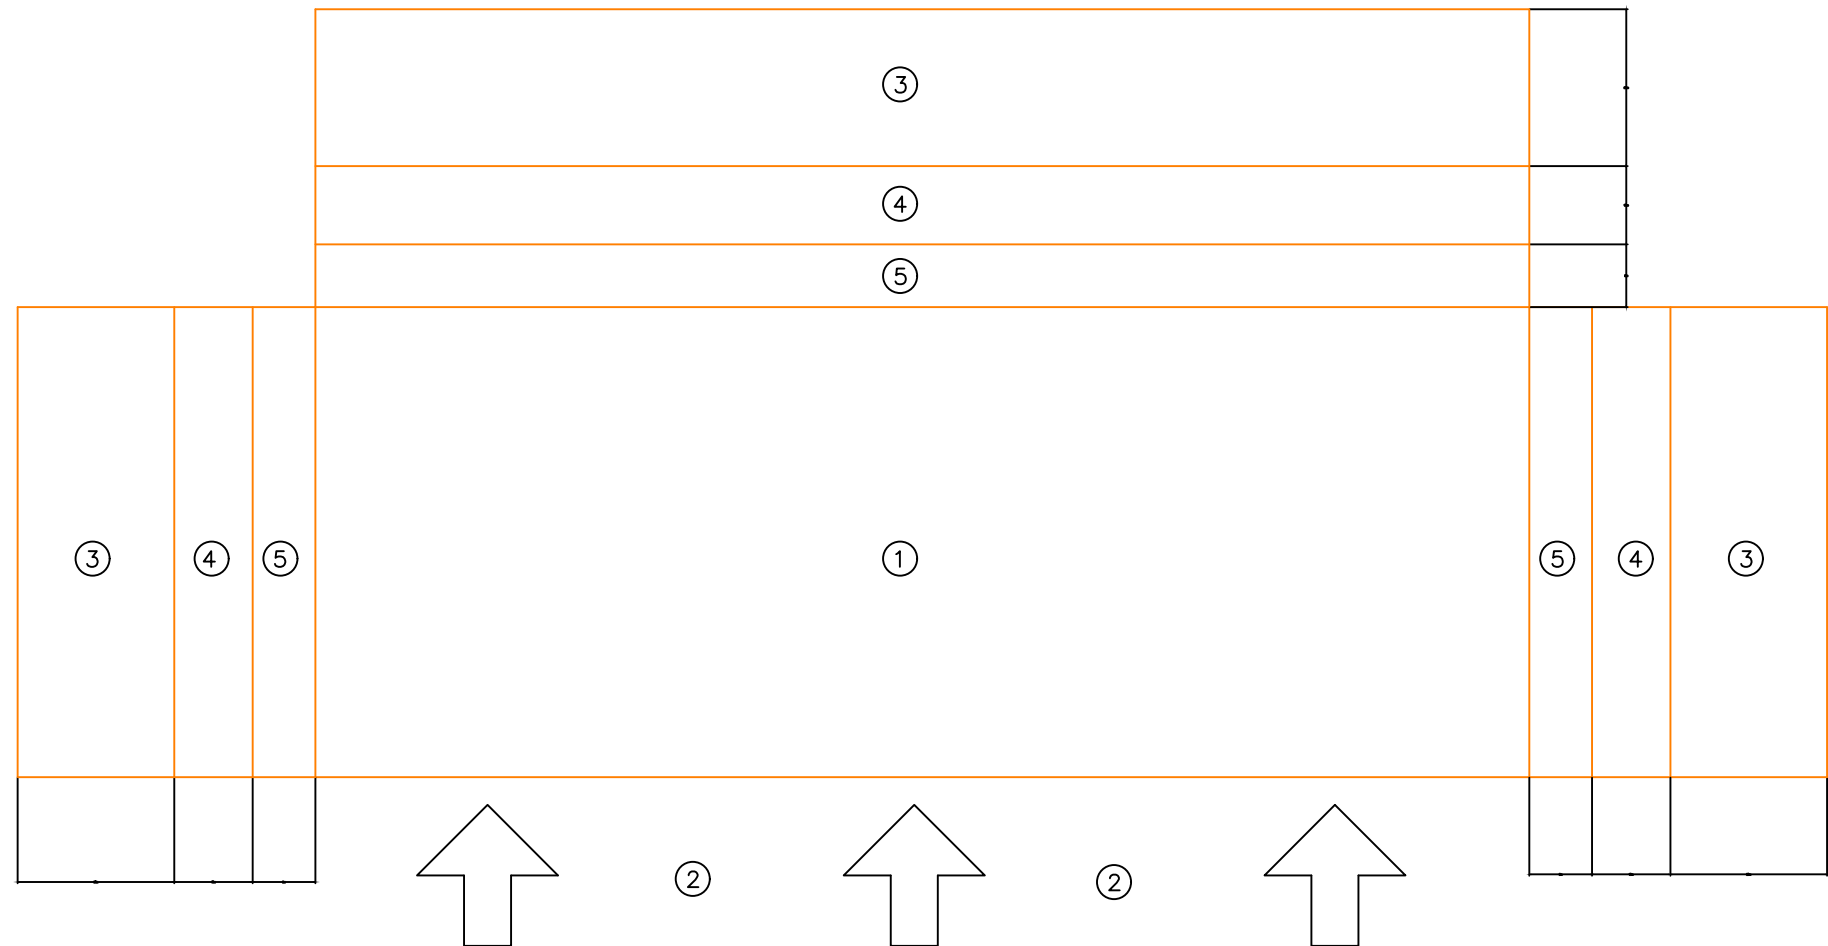 ③
④
⑤
③ ④ ⑤ ① ⑤ ④ ③
② ②